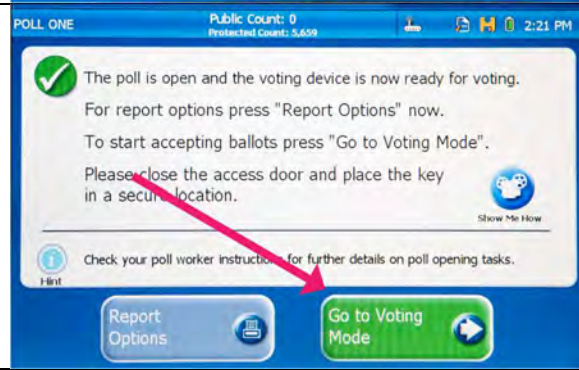 POLL ONE
Public Count: 0
Protected Count: 5,659
2:21 PM
The poll is open and the voting device is now ready for voting.
For report options press "Report Options" now.
To start accepting ballots press "Go to Voting Mode".
Please close the access door and place the key
in a secure location.
Show Me How
Check your poll worker instructions for further details on poll opening tasks.
Hint
Report
Options
Go to Voting
Mode